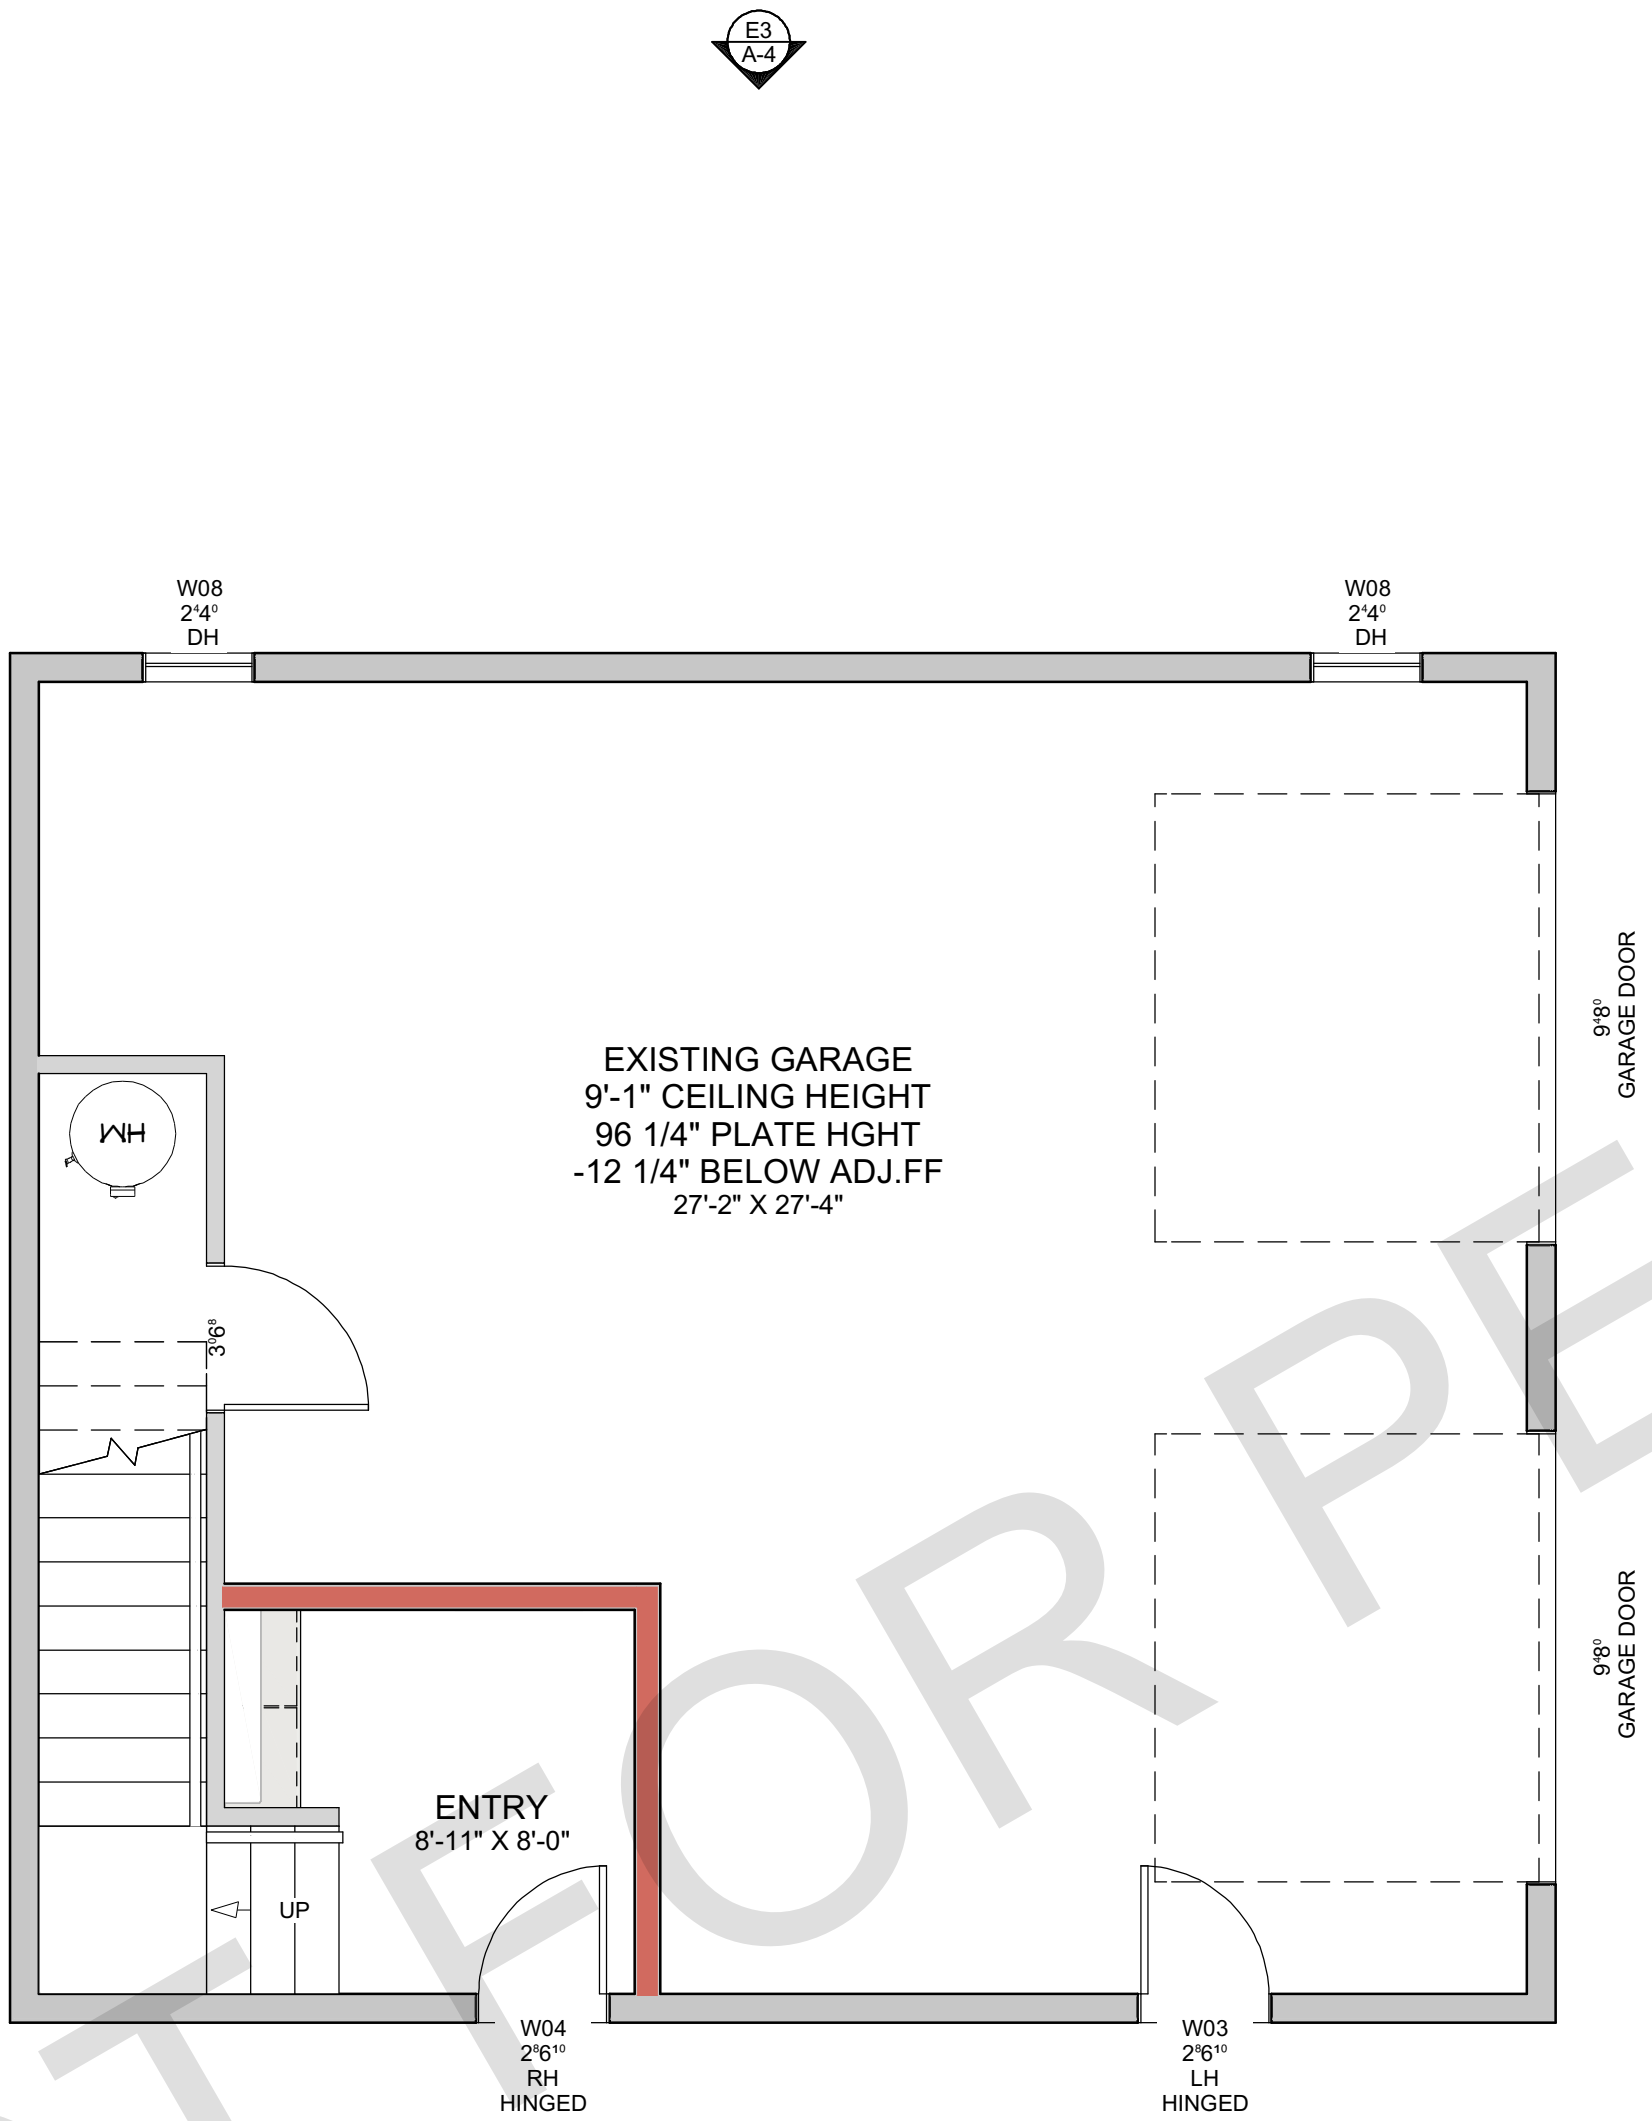 E3
A-4
W08
2⁴4⁰
DH
W08
2⁴4⁰
DH
9⁴8⁰
GARAGE DOOR
EXISTING GARAGE
9'-1" CEILING HEIGHT
96 1/4" PLATE HGHT
-12 1/4" BELOW ADJ.FF
27'-2" X 27'-4"
WH
3⁰6⁸
9⁴8⁰
GARAGE DOOR
ENTRY
8'-11" X 8'-0"
UP
W04
2⁸6¹⁰
RH
HINGED
W03
2⁸6¹⁰
LH
HINGED
T FOR PE